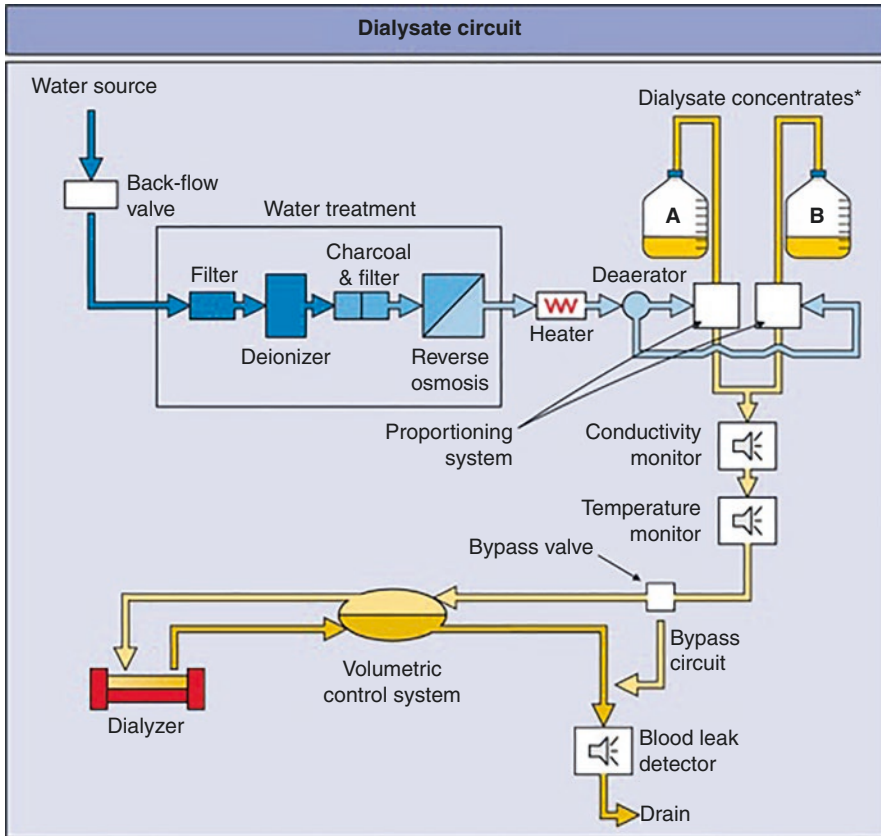 Dialysate circuit
Water source
Dialysate concentrates*
Back-flow
valve
Water treatment
A
B
Filter
Charcoal
& filter
Deaerator
Deionizer
Reverse
osmosis
Heater
Proportioning
system
Conductivity
monitor
Temperature
monitor
Bypass valve
Bypass
circuit
Volumetric
control system
Dialyzer
Blood leak
detector
Drain